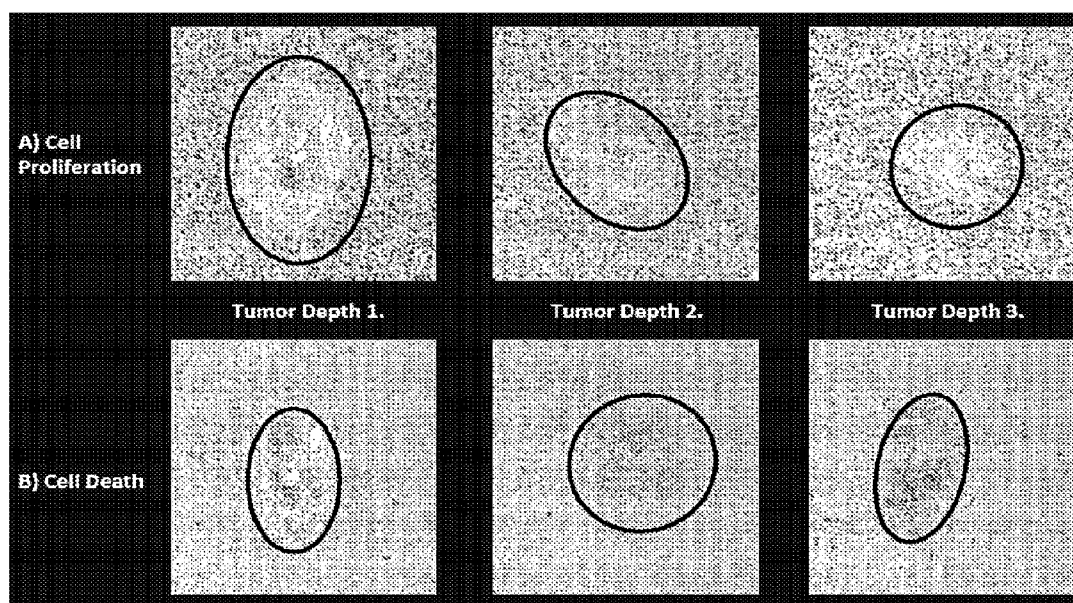 A) Cell
Proliferation
Tumor Depth 1.
Tumor Depth 2.
Tumor Depth 3.
B) Cell Death